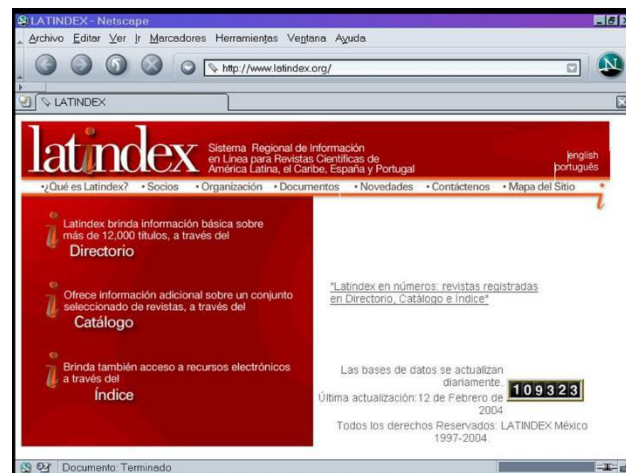 LATINDEX - Netscape
Archivo Editar Ver Ir Marcadores Herramientas Ventana Ayuda
http://www.latindex.org/
N
LATINDEX
latindex
Sistema Regional de Información
en Línea para Revistas Científicas de
América Latina, el Caribe, España y Portugal
english
português
•¿Qué es Latindex? •Socios •Organización •Documentos •Novedades •Contáctenos •Mapa del Sitio
Latindex brinda información básica sobre
más de 12,000 títulos, a través del
Directorio
Ofrece información adicional sobre un conjunto
seleccionado de revistas, a través del
Catálogo
Brinda también acceso a recursos electrónicos
a través del
Índice
"Latindex en números: revistas registradas
en Directorio, Catálogo e Indice"
Las bases de datos se actualizan
diariamente.
Última actualización:12 de Febrero de
2004
109323
Todos los derechos Reservados: LATINDEX México
1997-2004.
Documento: Terminado